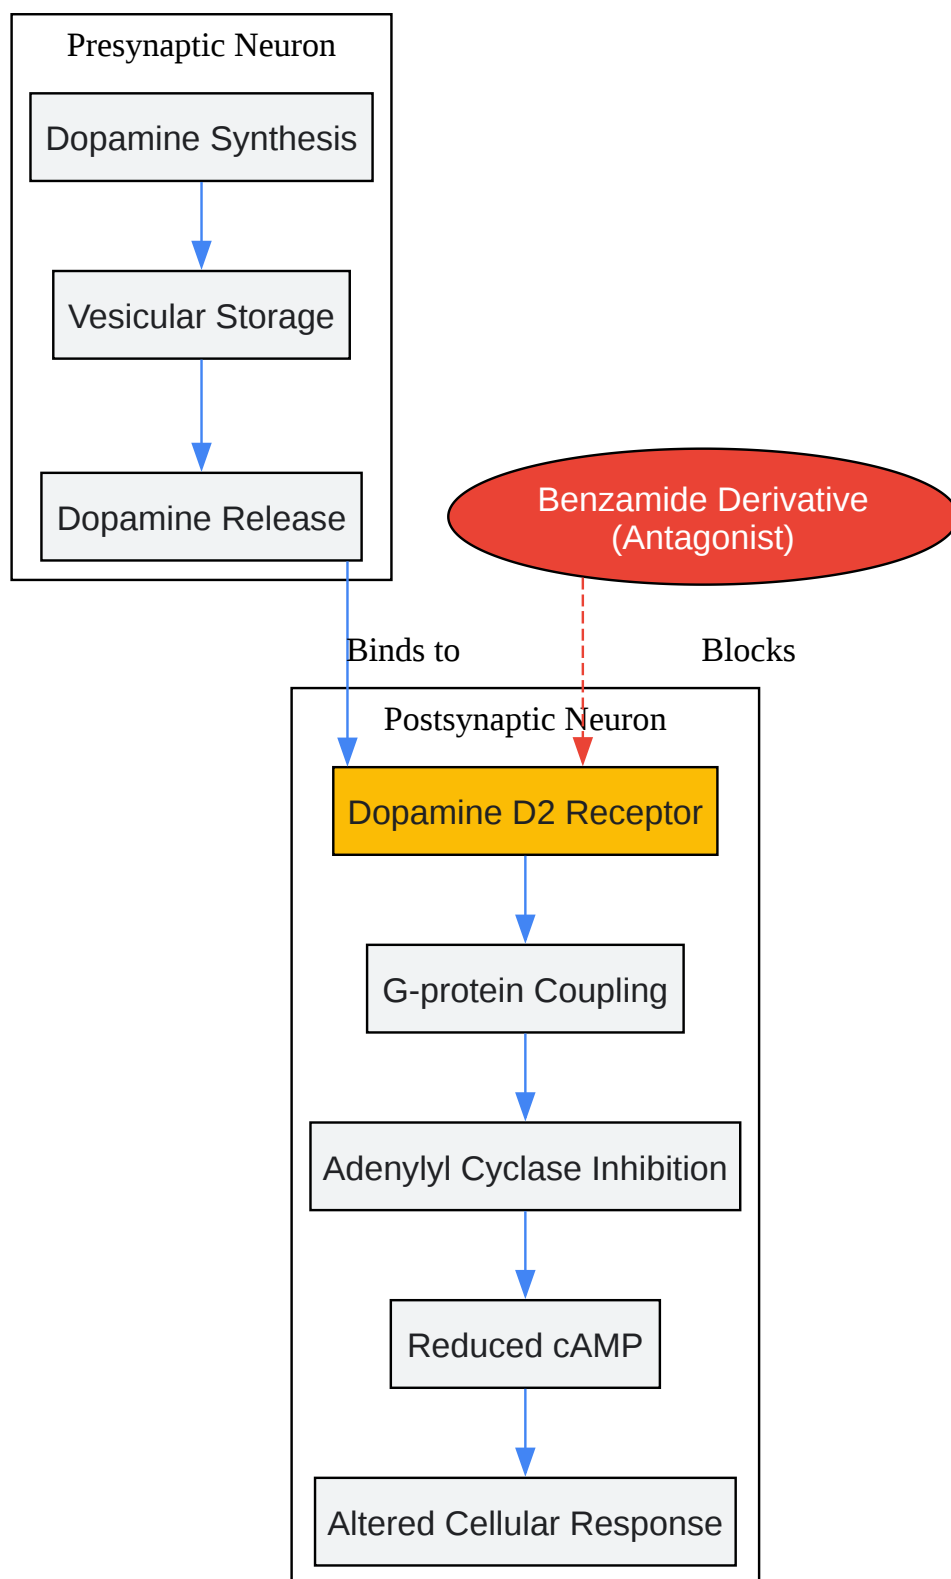 Presynaptic Neuron
Dopamine Synthesis
Vesicular Storage
Dopamine Release
Benzamide Derivative
(Antagonist)
Binds to
Blocks
Postsynaptic Neuron
Dopamine D2 Receptor
G-protein Coupling
Adenylyl Cyclase Inhibition
Reduced cAMP
Altered Cellular Response